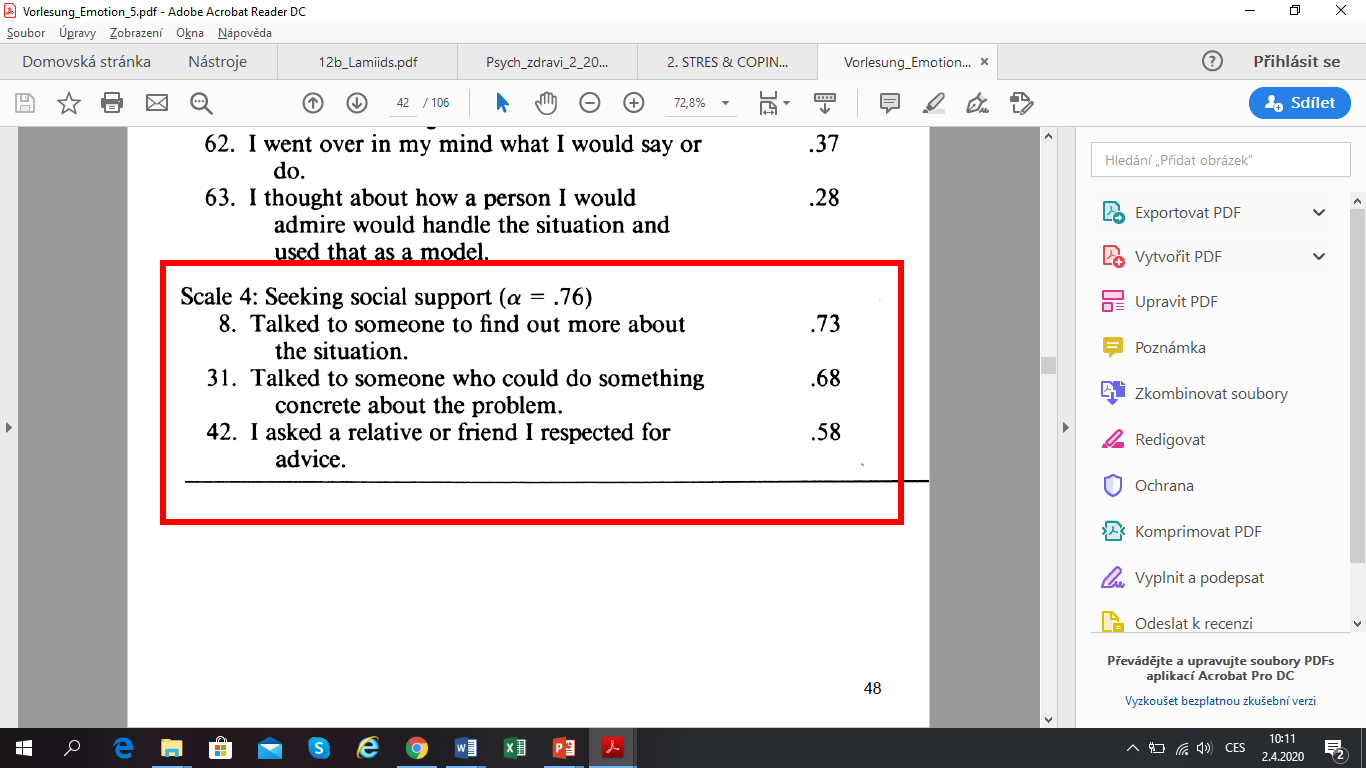 Vorlesung_Emotion_5.pdf - Adobe Acrobat Reader DC
Soubor Úpravy Zobrazení Okna Nápověda
Domovská stránka Nástroje 12b_Lamiids.pdf Psych_zdravi_2_20... 2. STRES & COPIN... Vorlesung_Emotion... × Přihlásit se
42 / 106 72,8% Sdílet
62. I went over in my mind what I would say or .37
do.
63. I thought about how a person I would .28
admire would handle the situation and
used that as a model.
Scale 4: Seeking social support (α = .76)
8. Talked to someone to find out more about .73
the situation.
31. Talked to someone who could do something .68
concrete about the problem.
42. I asked a relative or friend I respected for .58
advice.
48
Hledání „Přidat obrázek“
Exportovat PDF
Vytvořit PDF
Upravit PDF
Poznámka
Zkombinovat soubory
Redigovat
Ochrana
Komprimovat PDF
Vyplnit a podepsat
Odeslat k recenzi
Převádějte a upravujte soubory PDFs
aplikací Acrobat Pro DC
Vyzkoušet bezplatnou zkušební verzi
CES
10:11
2.4.2020
2